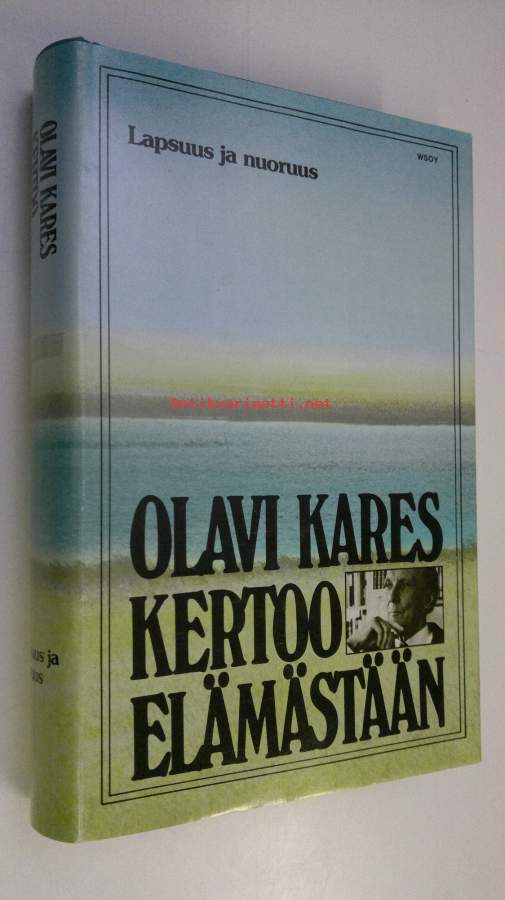 Lapsuus ja nuoruus
WSOY
Antikvariaatti.net
OLAVI KARES
KERTOO
ELÄMÄSTÄÄN
OLAVI KARES